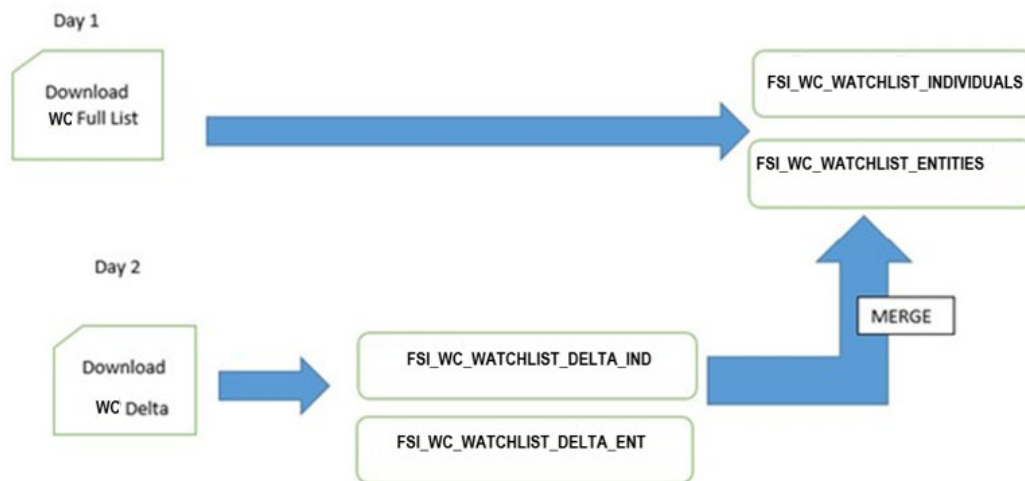 Day 1
Download
WC Full List
FSI_WC_WATCHLIST_INDIVIDUALS
FSI_WC_WATCHLIST_ENTITIES
Day 2
MERGE
Download
WC Delta
FSI_WC_WATCHLIST_DELTA_IND
FSI_WC_WATCHLIST_DELTA_ENT